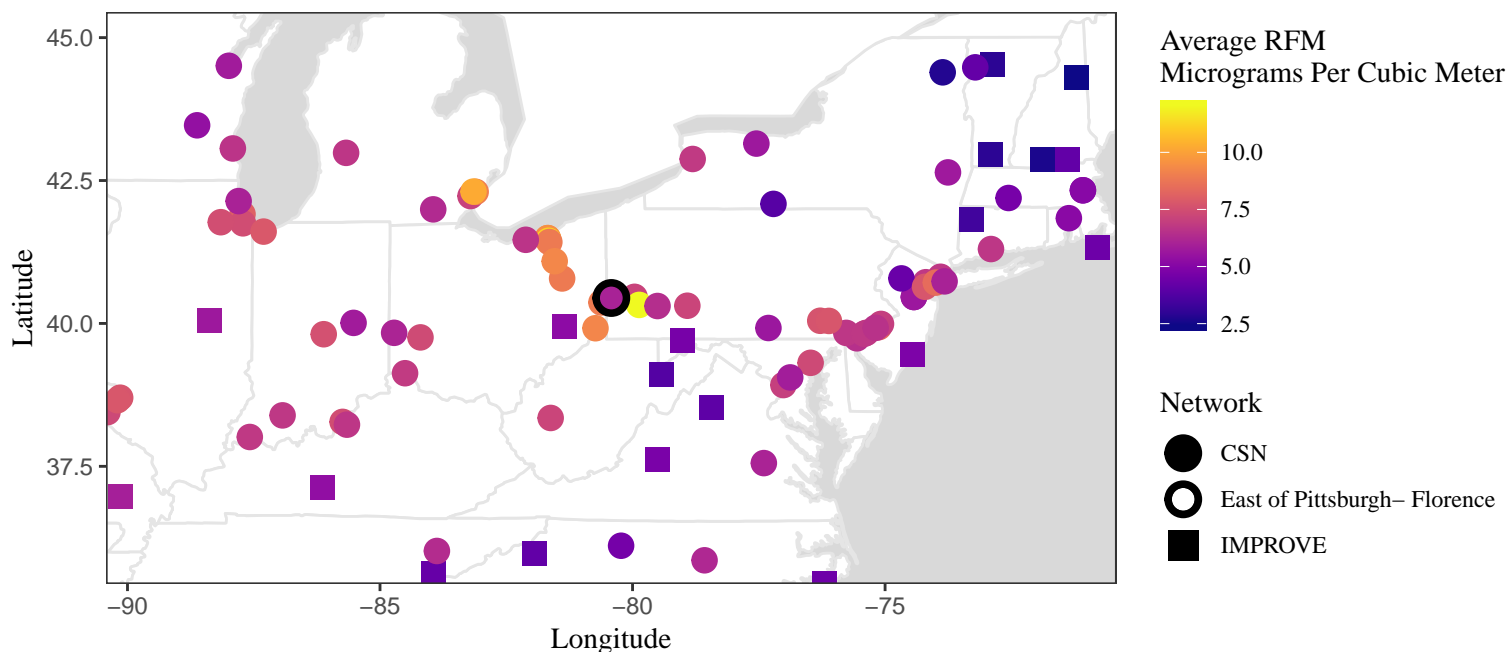 45.0
42.5
40.0
37.5
Latitude
−90
−85
−80
−75
Longitude
Average RFM
Micrograms Per Cubic Meter
10.0
7.5
5.0
2.5
Network
CSN
East of Pittsburgh− Florence
IMPROVE